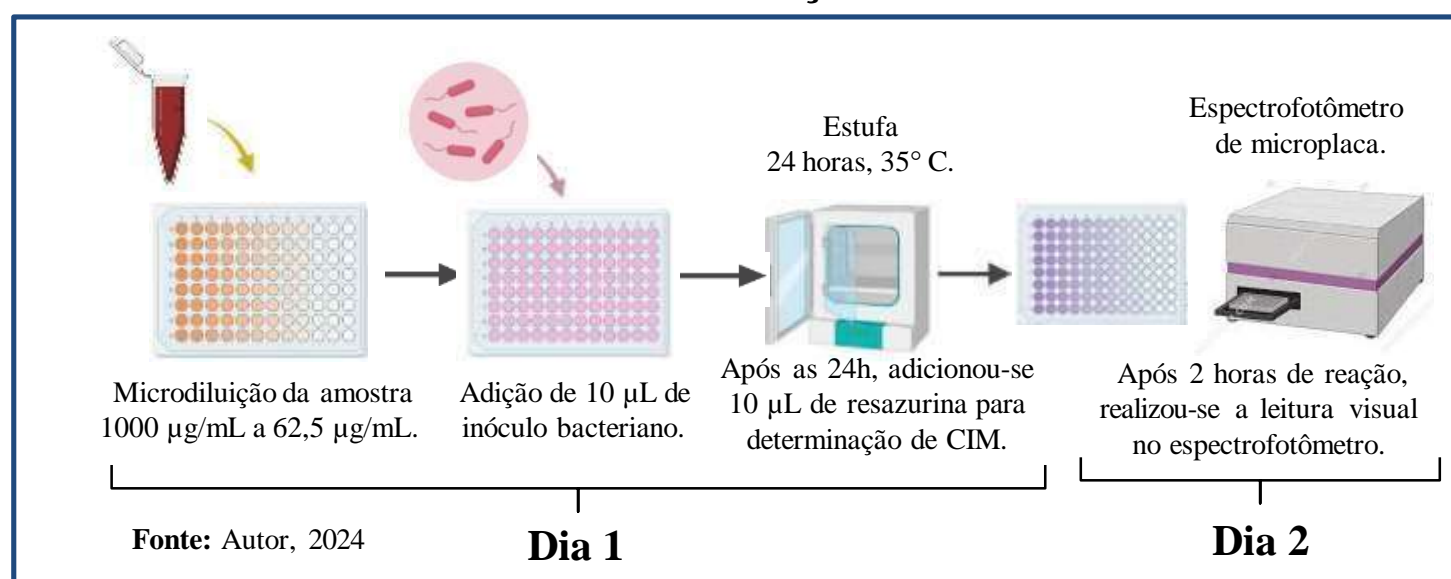 Estufa
24 horas, 35° C.
Espectrofotômetro
de microplaca.
Microdiluição da amostra
1000 µg/mL a 62,5 µg/mL.
Adição de 10 µL de
inóculo bacteriano.
Após as 24h, adicionou-se
10 µL de resazurina para
determinação de CIM.
Após 2 horas de reação,
realizou-se a leitura visual
no espectrofotômetro.
Fonte: Autor, 2024
Dia 1
Dia 2